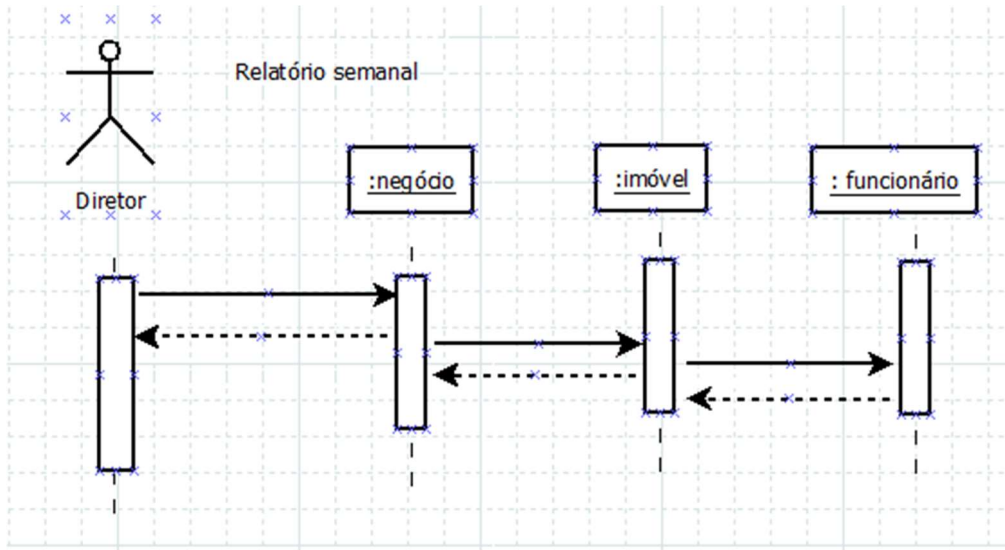 Relatório semanal
:negócio
:imóvel
: funcionário
Diretor